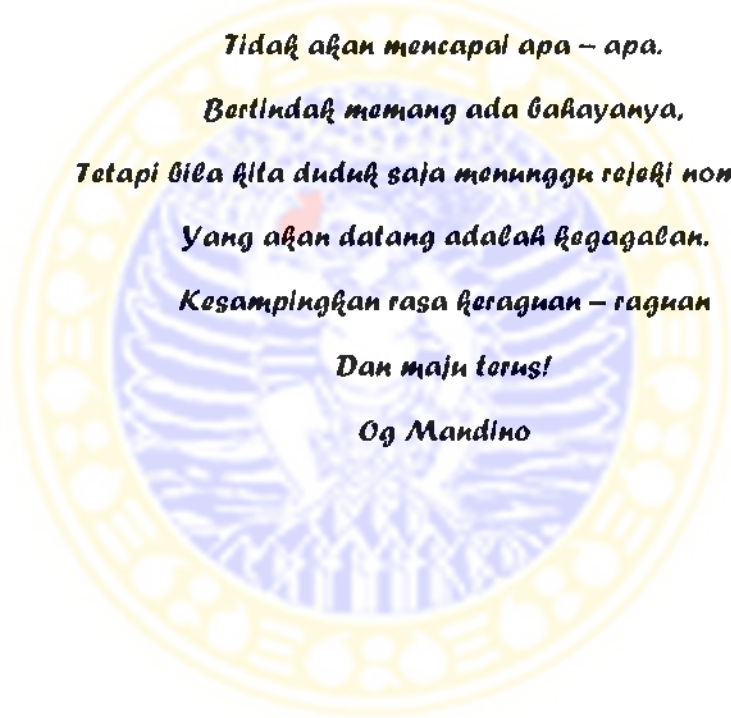 Tidak akan mencapai apa – apa.
Bertindak memang ada bahayanya,
Tetapi bila kita duduk saja menunggu rejeki
Yang akan datang adalah kegagalan.
Kesampingkan rasa keraguan – raguan
Dan maju terus!
Og Mandino